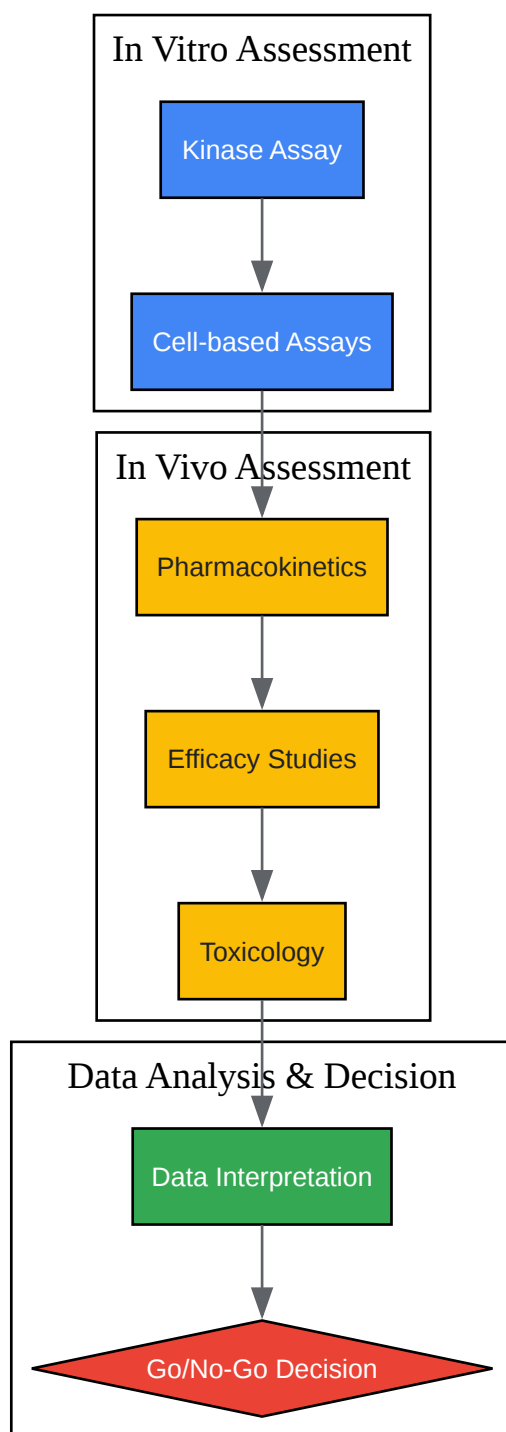 In Vitro Assessment
Kinase Assay
Cell-based Assays
In Vivo Assessment
Pharmacokinetics
Efficacy Studies
Toxicology
Data Analysis & Decision
Data Interpretation
Go/No-Go Decision